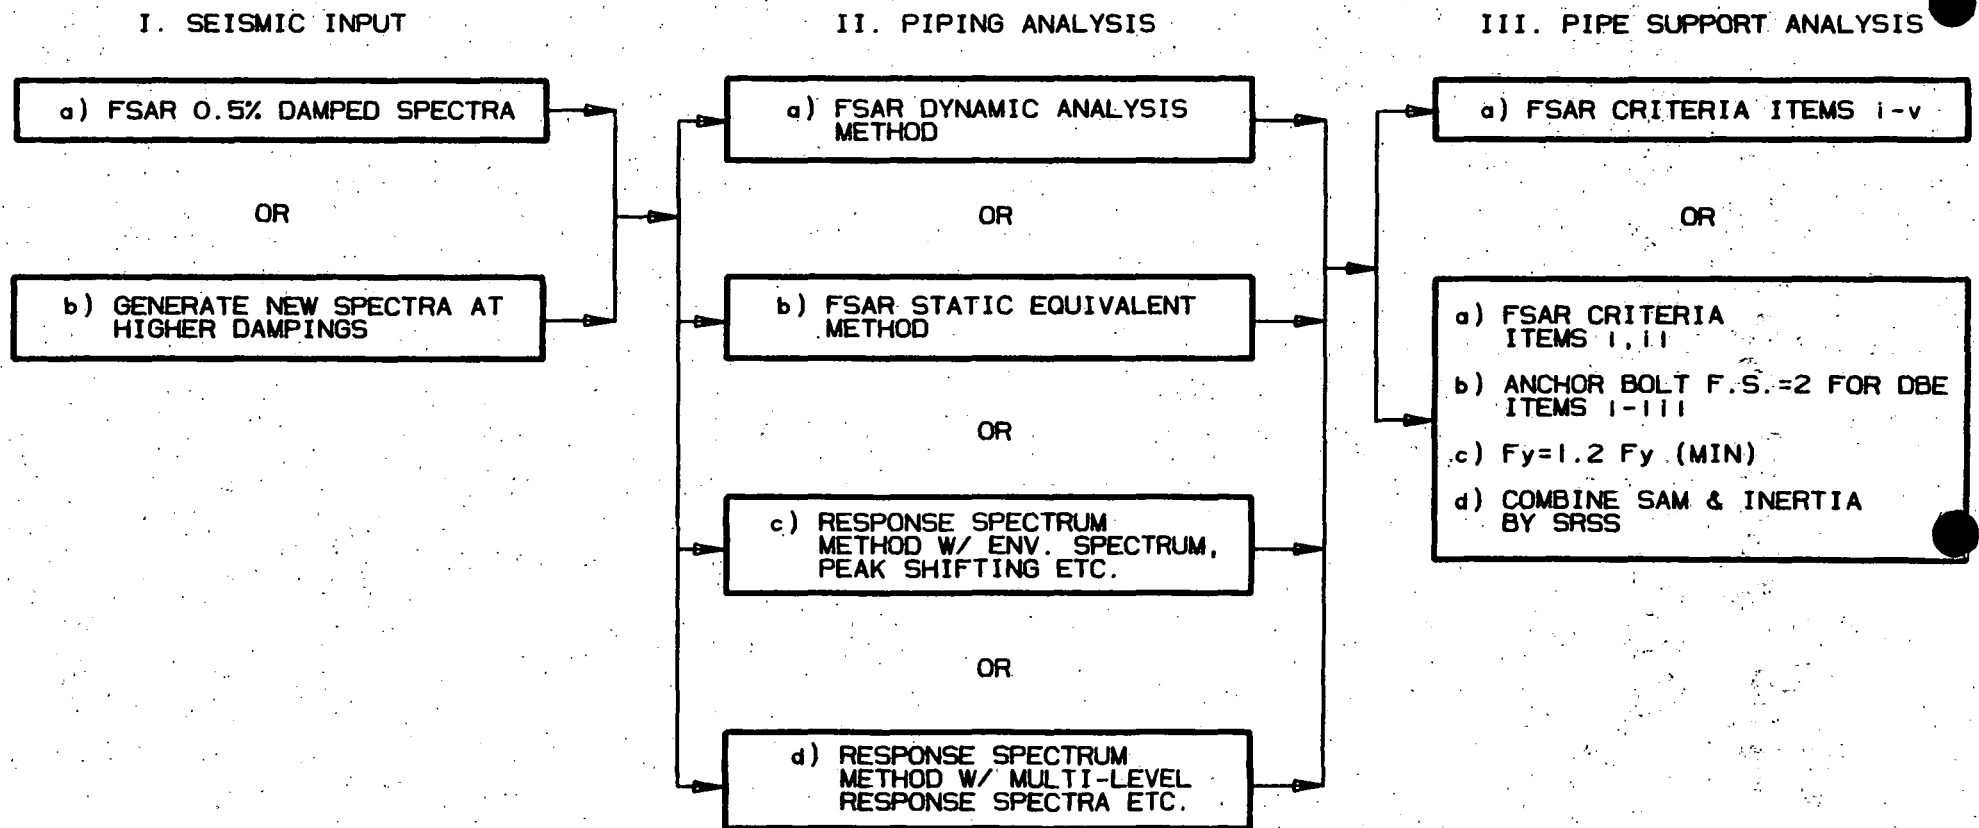 I. SEISMIC INPUT
a) FSAR 0.5% DAMPED SPECTRA
OR
b) GENERATE NEW SPECTRA AT
HIGHER DAMPINGS
II. PIPING ANALYSIS
a) FSAR DYNAMIC ANALYSIS
METHOD
OR
b) FSAR STATIC EQUIVALENT
METHOD
OR
c) RESPONSE SPECTRUM
METHOD W/ ENV. SPECTRUM,
PEAK SHIFTING ETC.
OR
d) RESPONSE SPECTRUM
METHOD W/ MULTI-LEVEL
RESPONSE SPECTRA ETC.
III. PIPE SUPPORT ANALYSIS
a) FSAR CRITERIA ITEMS i-v
OR
a) FSAR CRITERIA
ITEMS i,ii
b) ANCHOR BOLT F.S.=2 FOR DBE
ITEMS i-iii
c) Fy=1.2 Fy (MIN)
d) COMBINE SAM & INERTIA
BY SRSS